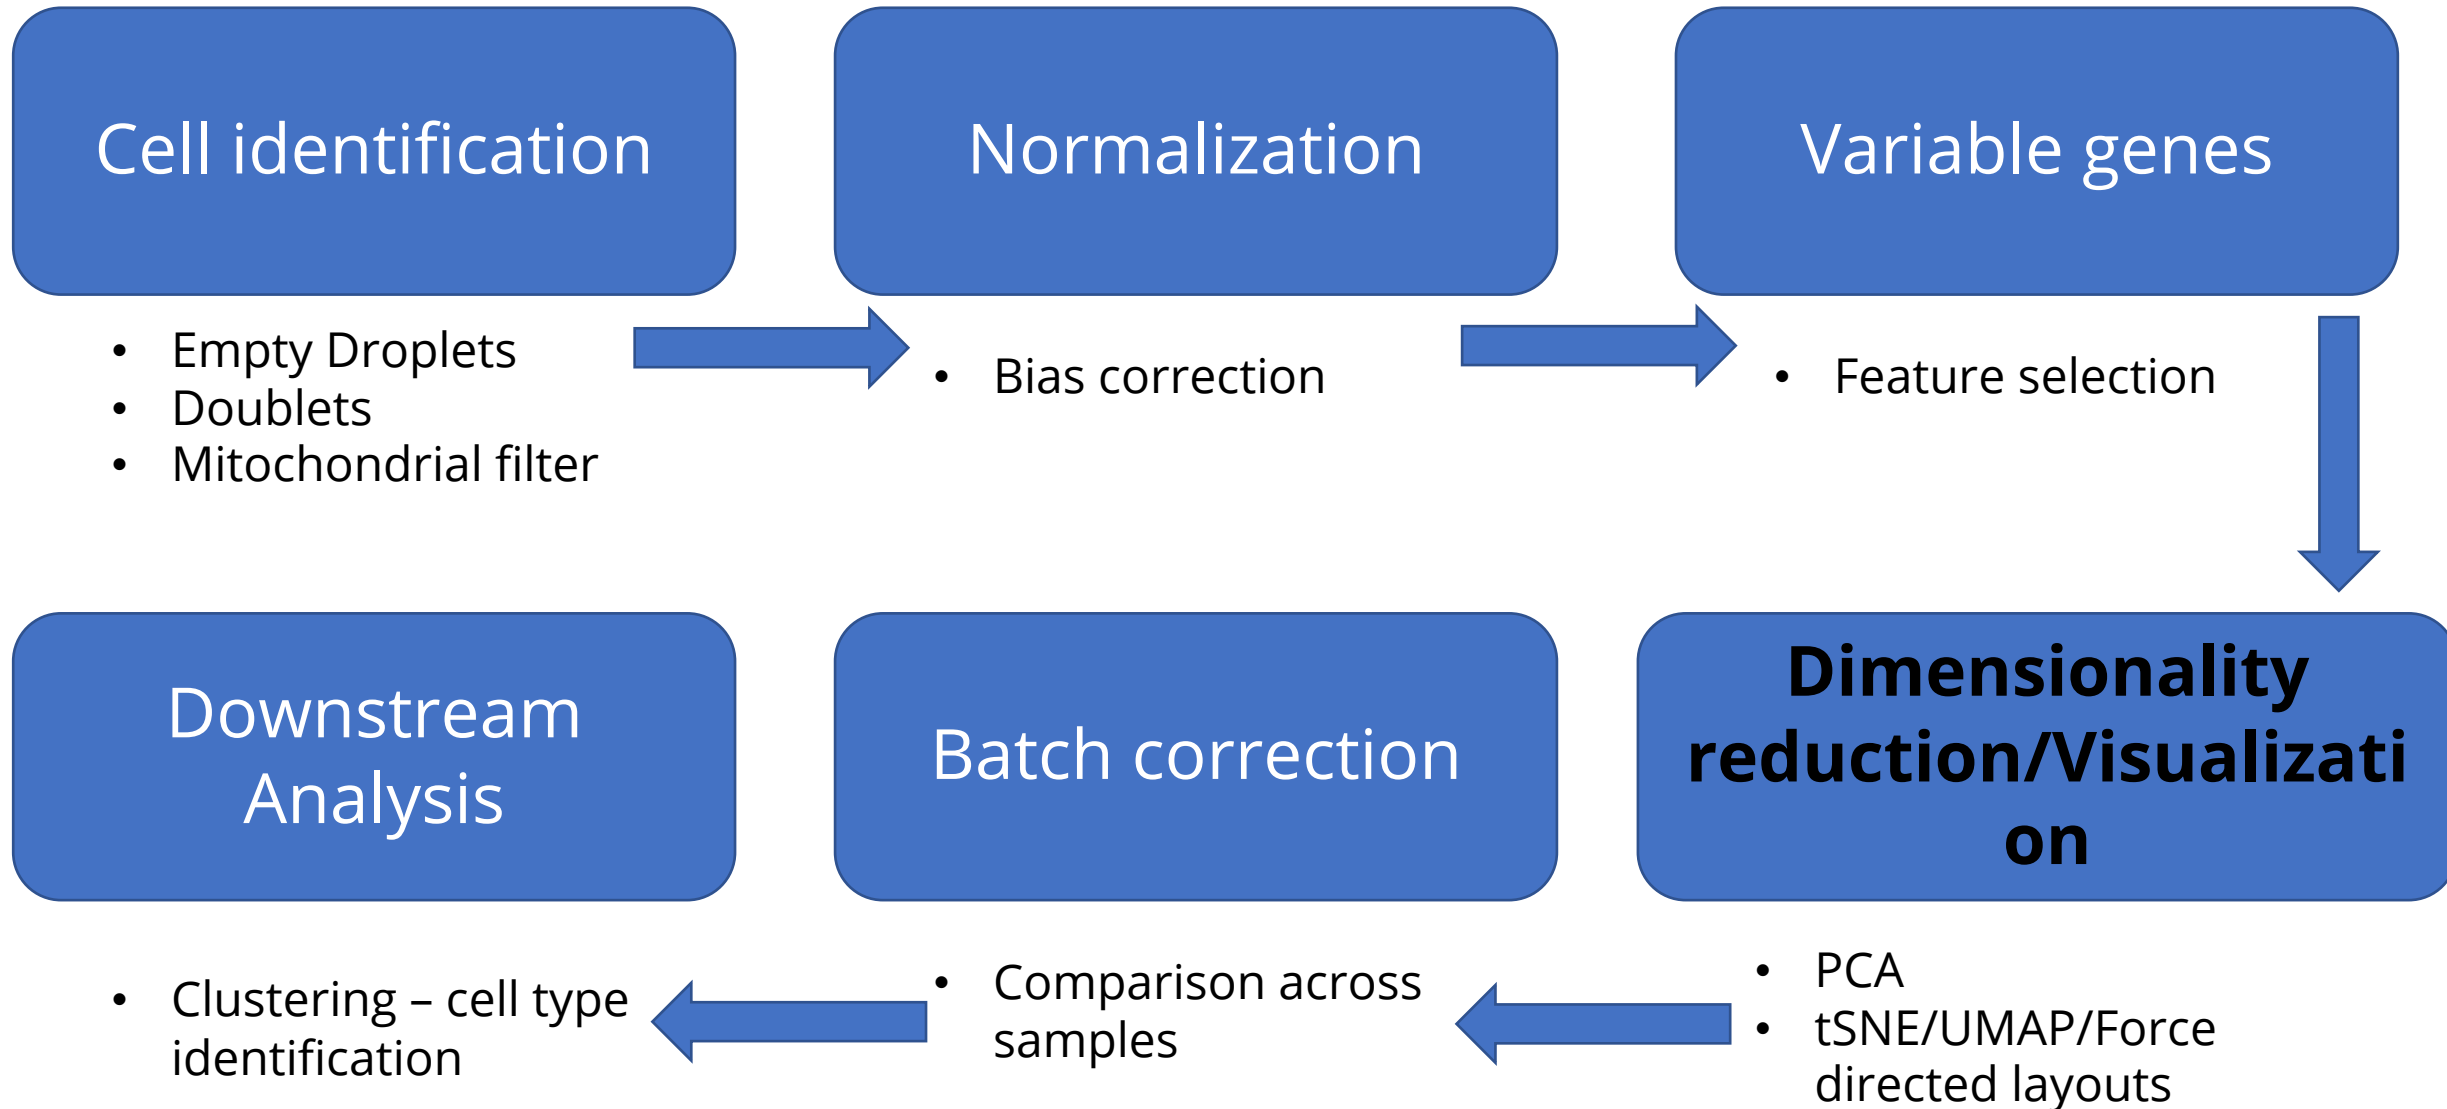 Cell identification
• Empty Droplets
• Doublets
• Mitochondrial filter
Normalization
• Bias correction
Variable genes
• Feature selection
Dimensionality
reduction/Visualizati
on
• PCA
• tSNE/UMAP/Force
directed layouts
Batch correction
• Comparison across
samples
Downstream
Analysis
• Clustering – cell type
identification